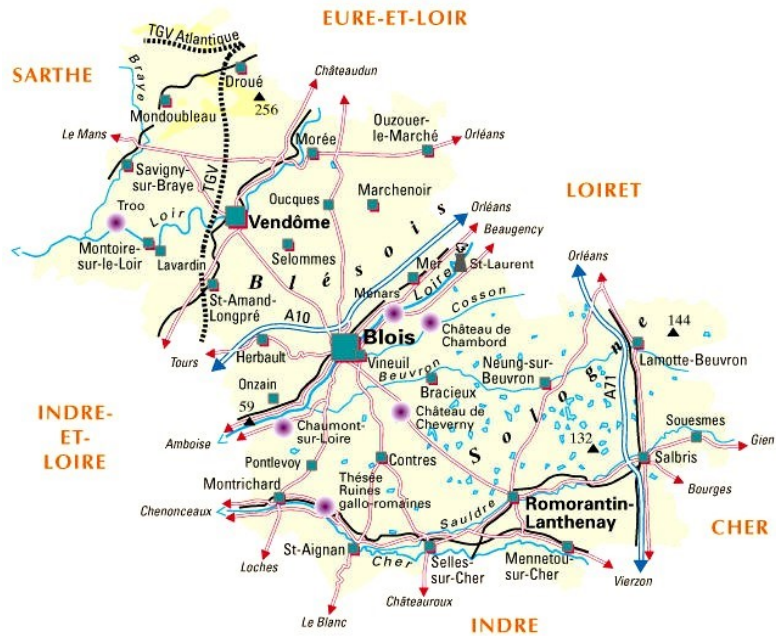 EURE-ET-LOIR
TGV Atlantique
SARTHE
Braye
Droué
Châteaudun
256
Mondoubleau
Ouzouer-
le-Marché
Le Mans
Morée
Orléans
Savigny-
sur-Braye
TGV
Troo
Loir
Oucques
Marchenoir
LOIRET
Vendôme
Orléans
Beaugency
Montoire-
sur-le-Loir
Lavardin
Selommes
Mer
St-Laurent
Orléans
Blésois
Loire
St-Amand-
Longpré
Ménars
Cosson
A10
144
Blois
Château de
Chambord
Tours
Herbault
Vineuil
Beuvron
Neung-sur-
Beuvron
Lamotte-Beuvron
Onzain
Bracieux
A71
Sologne
INDRE-
ET-
LOIRE
59
Château de
Cheverny
Souesmes
Amboise
Chaumont-
sur-Loire
132
Gien
Pontlevoy
Contres
Salbris
Montrichard
Thésée
Ruines
gallo-romaines
Bourges
Chenonceaux
Sauldre
Romorantin-
Lanthenay
CHER
St-Aignan
Cher
Selles-
sur-Cher
Mennetou-
sur-Cher
Loches
Vierzon
Châteauroux
Le Blanc
INDRE